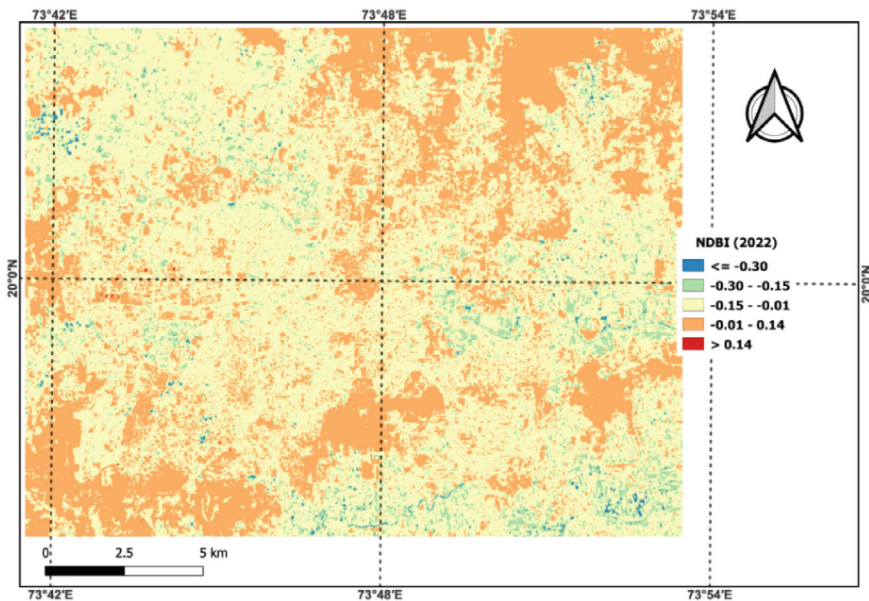 73°42'E 73°48'E 73°54'E
NDBI (2022)
<= -0.30
-0.30 - -0.15
-0.15 - -0.01
-0.01 - 0.14
> 0.14
20°0'N 20°0'N
0 2.5 5 km
73°42'E 73°48'E 73°54'E